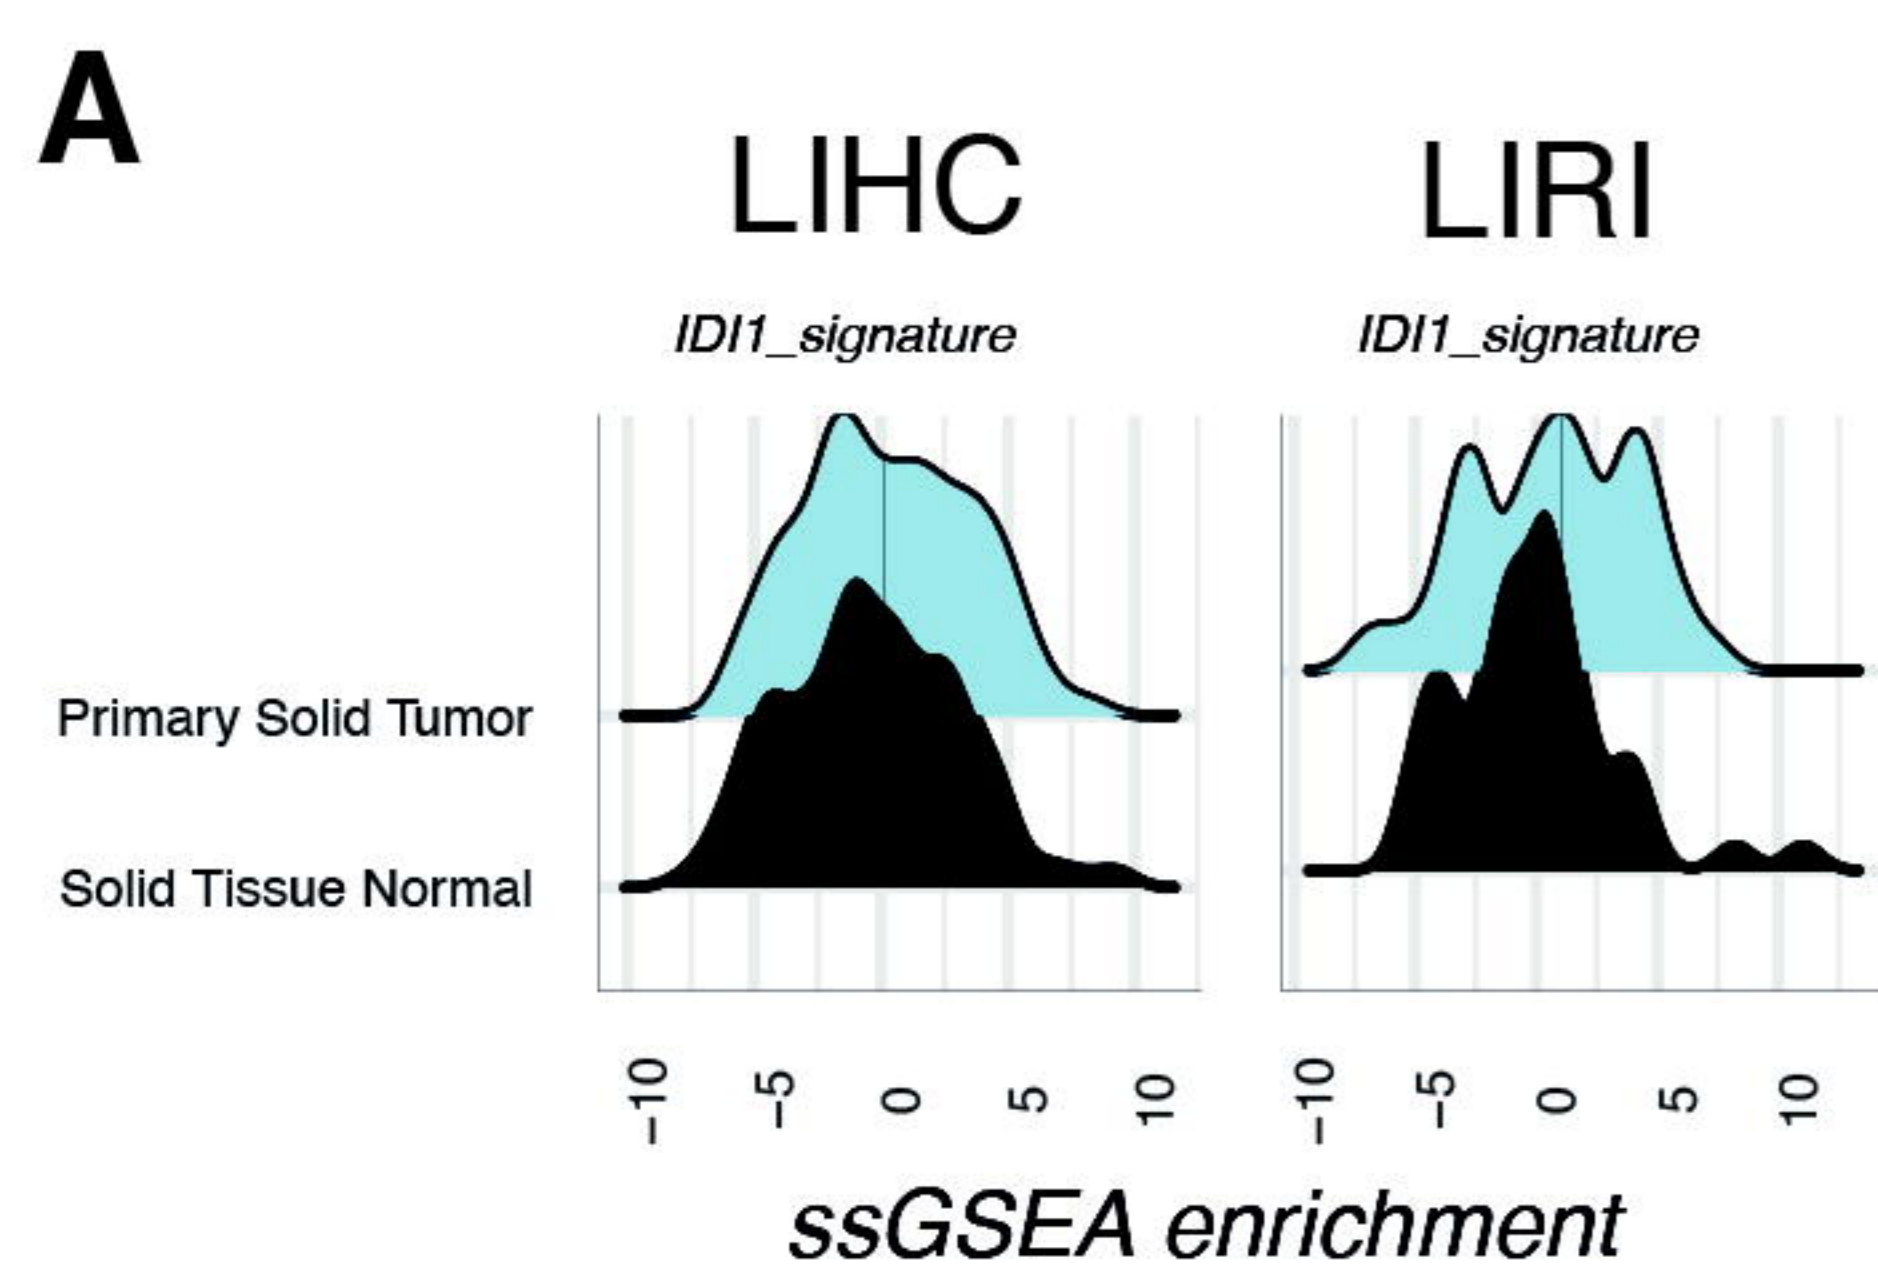 A
LIHC
LIRI
IDI1_signature
IDI1_signature
Primary Solid Tumor
Solid Tissue Normal
−10 −5 0 5 10
−10 −5 0 5 10
ssGSEA enrichment